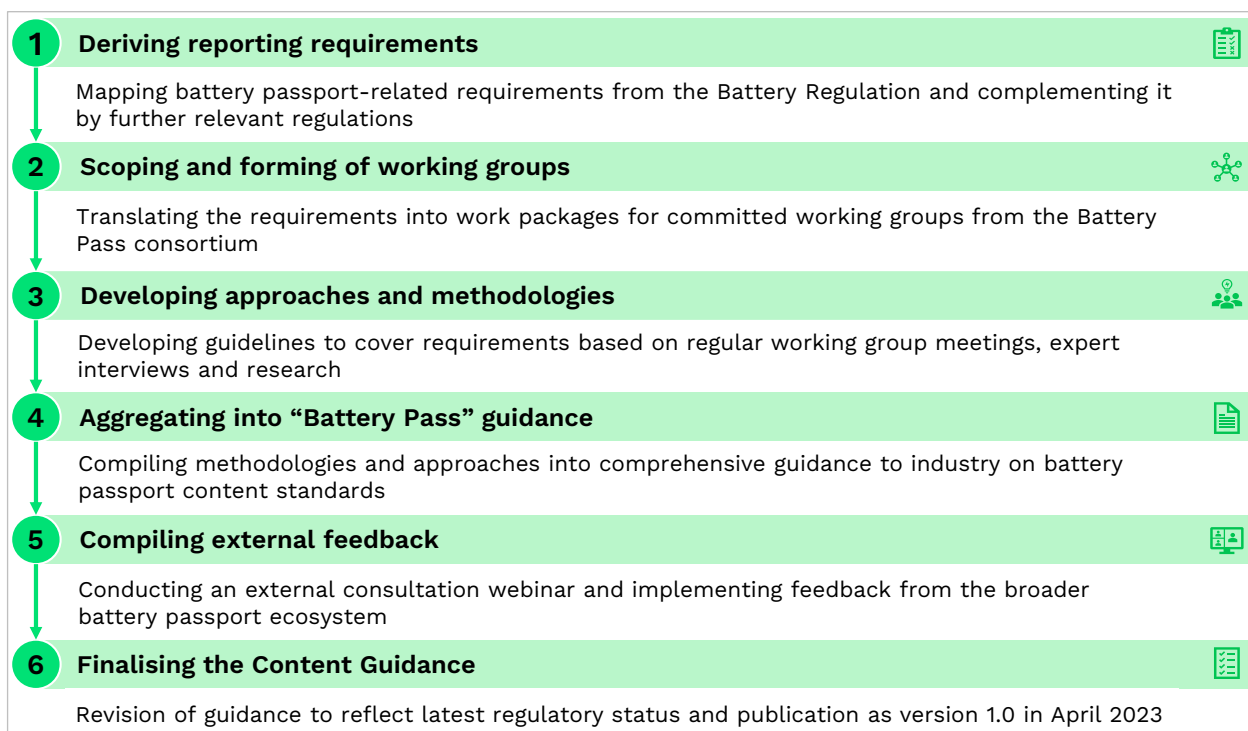 1 Deriving reporting requirements
Mapping battery passport-related requirements from the Battery Regulation and complementing it
by further relevant regulations
2 Scoping and forming of working groups
Translating the requirements into work packages for committed working groups from the Battery
Pass consortium
3 Developing approaches and methodologies
Developing guidelines to cover requirements based on regular working group meetings, expert
interviews and research
4 Aggregating into “Battery Pass” guidance
Compiling methodologies and approaches into comprehensive guidance to industry on battery
passport content standards
5 Compiling external feedback
Conducting an external consultation webinar and implementing feedback from the broader
battery passport ecosystem
6 Finalising the Content Guidance
Revision of guidance to reflect latest regulatory status and publication as version 1.0 in April 2023